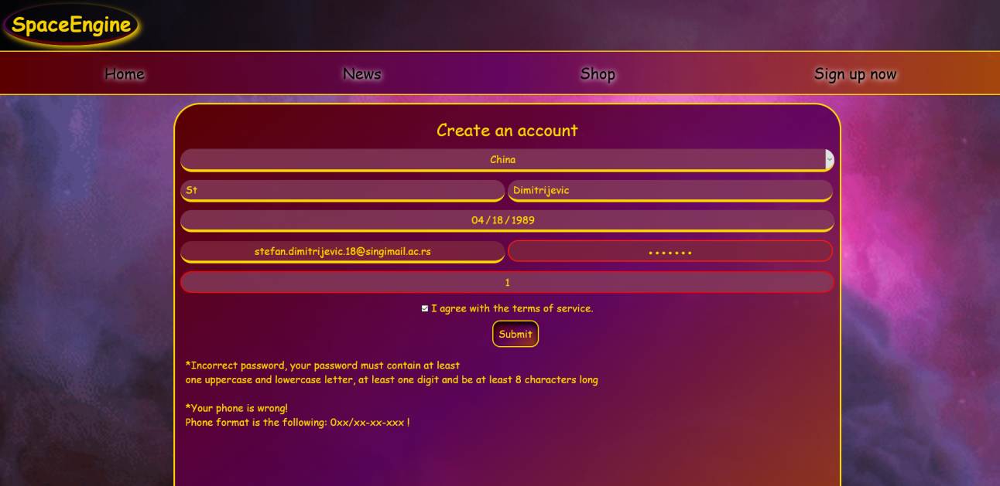 SpaceEngine
Home News Shop Sign up now
Create an account
China
St Dimitrijevic
04 / 18 / 1989
stefan.dimitrijevic.18@singimail.ac.rs •••••••
1
I agree with the terms of service.
Submit
*Incorrect password, your password must contain at least
one uppercase and lowercase letter, at least one digit and be at least 8 characters long
*Your phone is wrong!
Phone format is the following: 0xx/xx-xx-xxx !